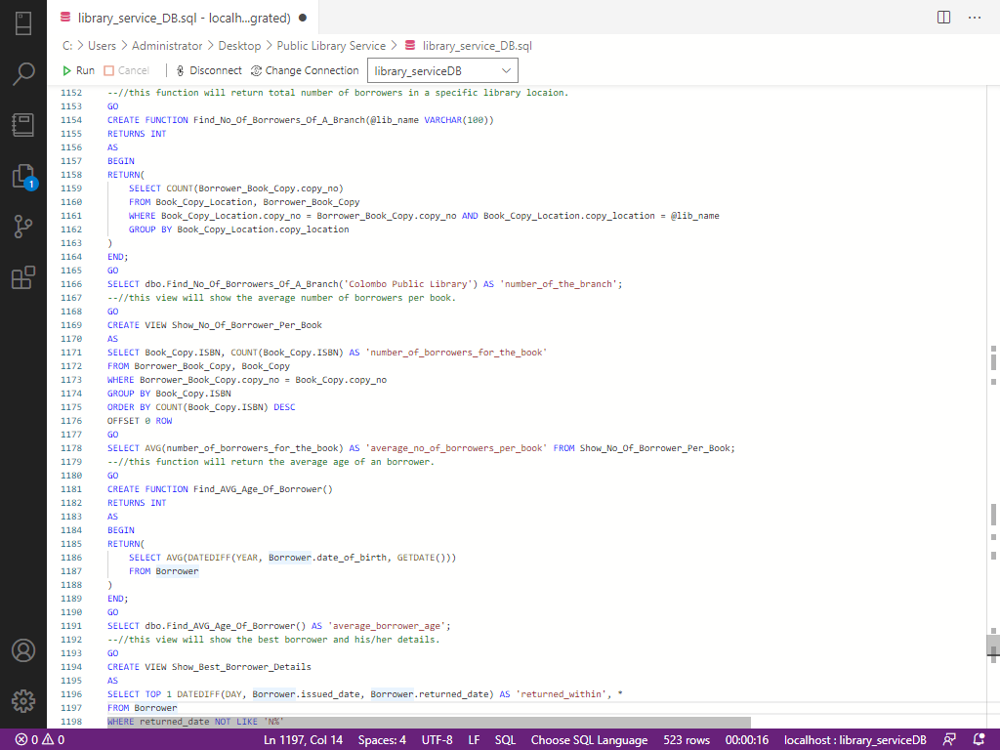 library_service_DB.sql - localh...grated) ●
C: > Users > Administrator > Desktop > Public Library Service > library_service_DB.sql
Run Cancel Disconnect Change Connection library_serviceDB
1152 --//this function will return total number of borrowers in a specific library locaion.
1153 GO
1154 CREATE FUNCTION Find_No_Of_Borrowers_Of_A_Branch(@lib_name VARCHAR(100))
1155 RETURNS INT
1156 AS
1157 BEGIN
1158 RETURN(
1159 SELECT COUNT(Borrower_Book_Copy.copy_no)
1160 FROM Book_Copy_Location, Borrower_Book_Copy
1161 WHERE Book_Copy_Location.copy_no = Borrower_Book_Copy.copy_no AND Book_Copy_Location.copy_location = @lib_name
1162 GROUP BY Book_Copy_Location.copy_location
1163 )
1164 END;
1165 GO
1166 SELECT dbo.Find_No_Of_Borrowers_Of_A_Branch('Colombo Public Library') AS 'number_of_the_branch';
1167 --//this view will show the average number of borrowers per book.
1168 GO
1169 CREATE VIEW Show_No_Of_Borrower_Per_Book
1170 AS
1171 SELECT Book_Copy.ISBN, COUNT(Book_Copy.ISBN) AS 'number_of_borrowers_for_the_book'
1172 FROM Borrower_Book_Copy, Book_Copy
1173 WHERE Borrower_Book_Copy.copy_no = Book_Copy.copy_no
1174 GROUP BY Book_Copy.ISBN
1175 ORDER BY COUNT(Book_Copy.ISBN) DESC
1176 OFFSET 0 ROW
1177 GO
1178 SELECT AVG(number_of_borrowers_for_the_book) AS 'average_no_of_borrowers_per_book' FROM Show_No_Of_Borrower_Per_Book;
1179 --//this function will return the average age of an borrower.
1180 GO
1181 CREATE FUNCTION Find_AVG_Age_Of_Borrower()
1182 RETURNS INT
1183 AS
1184 BEGIN
1185 RETURN(
1186 SELECT AVG(DATEDIFF(YEAR, Borrower.date_of_birth, GETDATE()))
1187 FROM Borrower
1188 )
1189 END;
1190 GO
1191 SELECT dbo.Find_AVG_Age_Of_Borrower() AS 'average_borrower_age';
1192 --//this view will show the best borrower and his/her details.
1193 GO
1194 CREATE VIEW Show_Best_Borrower_Details
1195 AS
1196 SELECT TOP 1 DATEDIFF(DAY, Borrower.issued_date, Borrower.returned_date) AS 'returned_within', *
1197 FROM Borrower
1198 WHERE returned_date NOT LIKE 'N%'
1
0 0 Ln 1197, Col 14 Spaces: 4 UTF-8 LF SQL Choose SQL Language 523 rows 00:00:16 localhost : library_serviceDB